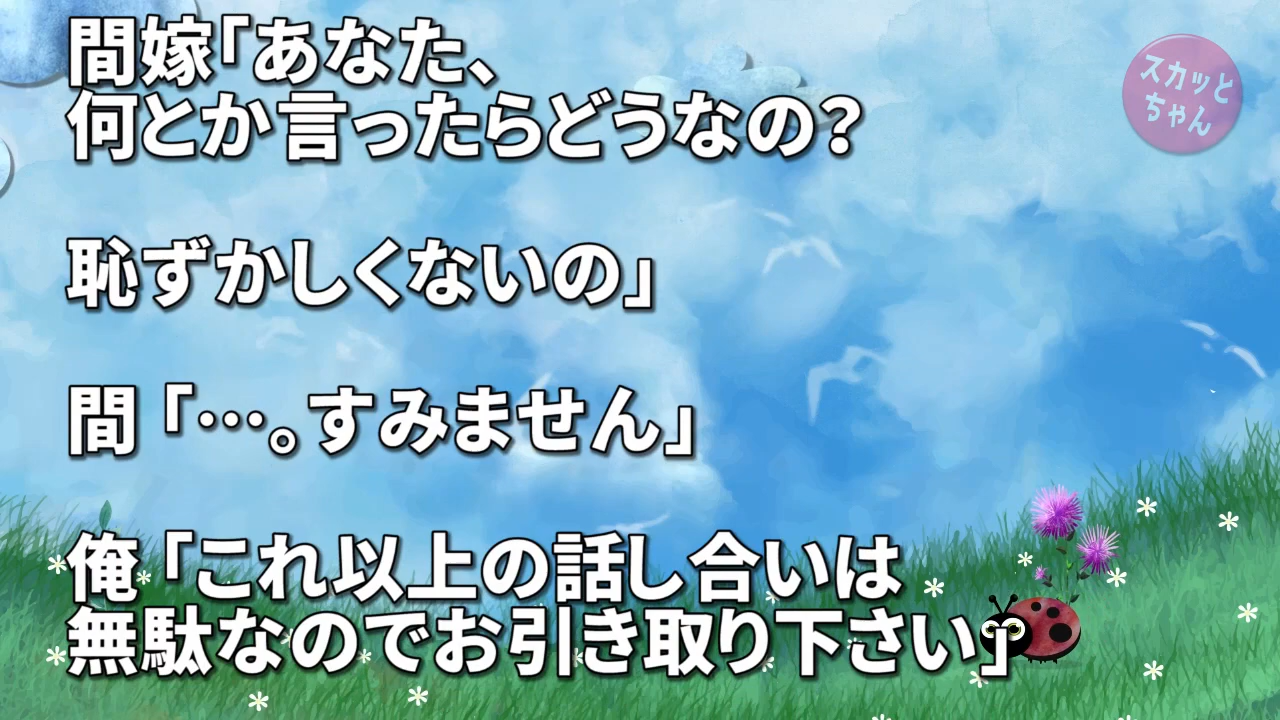 間嫁「あなた、
何とか言ったらどうなの？
恥ずかしくないの」
間「…。すみません」
俺「これ以上の話し合いは
無駄なのでお引き取り下さい」
スカッと
ちゃん